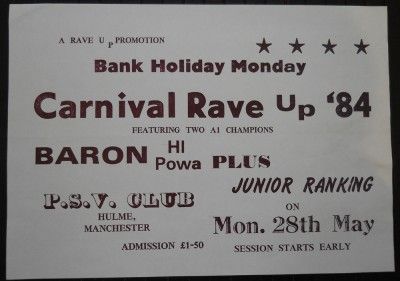 A RAVE UP PROMOTION
Bank Holiday Monday
Carnival Rave Up '84
FEATURING TWO A1 CHAMPIONS
BARON HI Powa PLUS
JUNIOR RANKING
P.S.V. CLUB
HULME,
MANCHESTER
ADMISSION £1-50
ON
Mon. 28th May
SESSION STARTS EARLY